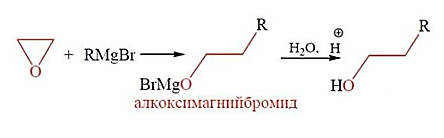 R R
H₂O, H⊕
O + RMgBr
BrMgO HO
алкоксимагнийбромид